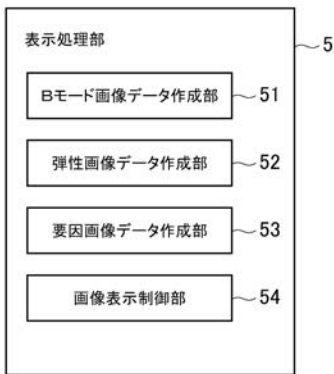 表示処理部
5
Bモード画像データ作成部
51
弾性画像データ作成部
52
要因画像データ作成部
53
画像表示制御部
54